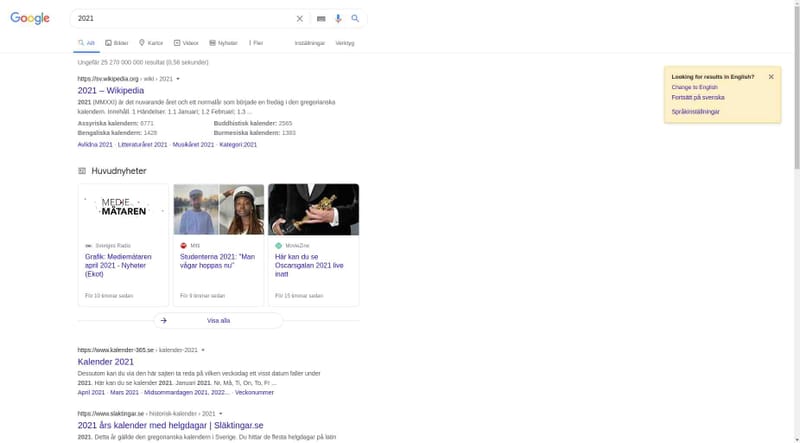 Google
2021
Allt
Bilder
Kartor
Videor
Nyheter
Fler
Inställningar
Verktyg
Ungefär 25 270 000 000 resultat (0,58 sekunder)
https://sv.wikipedia.org › wiki › 2021
2021 – Wikipedia
2021 (MMXXI) är det nuvarande året och ett normalår som började en fredag i den gregorianska
kalendern. Innehåll. 1 Händelser. 1.1 Januari; 1.2 Februari; 1.3 ...
Assyriska kalendern: 6771
Buddhistisk kalender: 2565
Bengaliska kalendern: 1428
Burmesiska kalender: 1383
Avlidna 2021 · Litteraturåret 2021 · Musikåret 2021 · Kategori:2021
Looking for results in English?
Change to English
Fortsätt på svenska
Språkinställningar
Huvudnyheter
MEDIE
MÄTAREN
Sveriges Radio
Grafik: Mediemätaren
april 2021 - Nyheter
(Ekot)
För 10 timmar sedan
Studenterna 2021: "Man
vågar hoppas nu"
För 9 timmar sedan
MovieZine
Här kan du se
Oscarsgalan 2021 live
inatt
För 15 timmar sedan
Visa alla
https://www.kalender-365.se › kalender-2021
Kalender 2021
Dessutom kan du via den här sajten ta reda på vilken veckodag ett visst datum faller under
2021. Här kan du se kalender 2021. Januari 2021. Nr, Må, Ti, On, To, Fr ...
April 2021 · Mars 2021 · Midsommardagen 2021, 2022... · Veckonummer
https://www.slaktingar.se › historisk-kalender › 2021
2021 års kalender med helgdagar | Släktingar.se
2021. Detta år gällde den gregorianska kalendern i Sverige. Du hittar de flesta helgdagar på latin